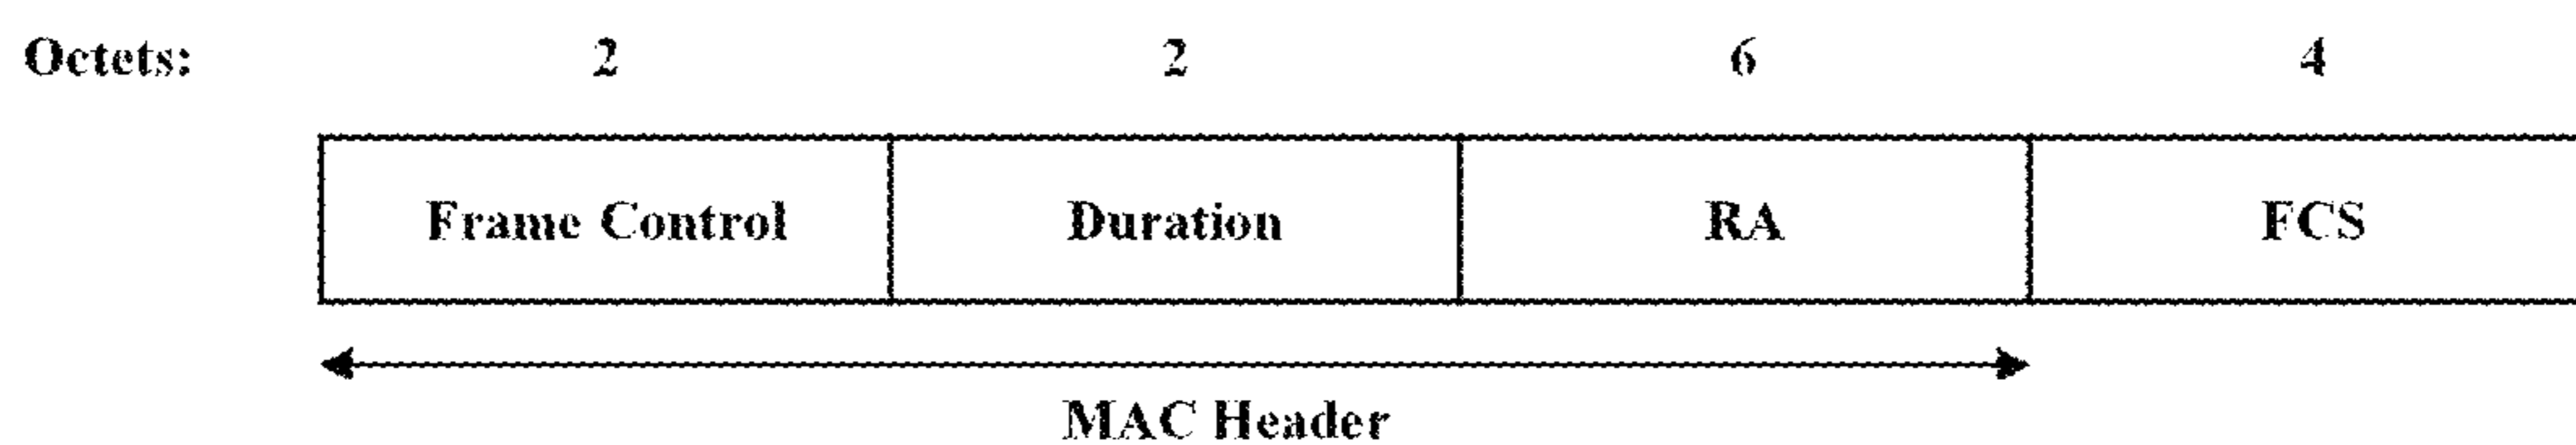 Octets: 2 2 6 4
Frame Control Duration RA FCS
MAC Header